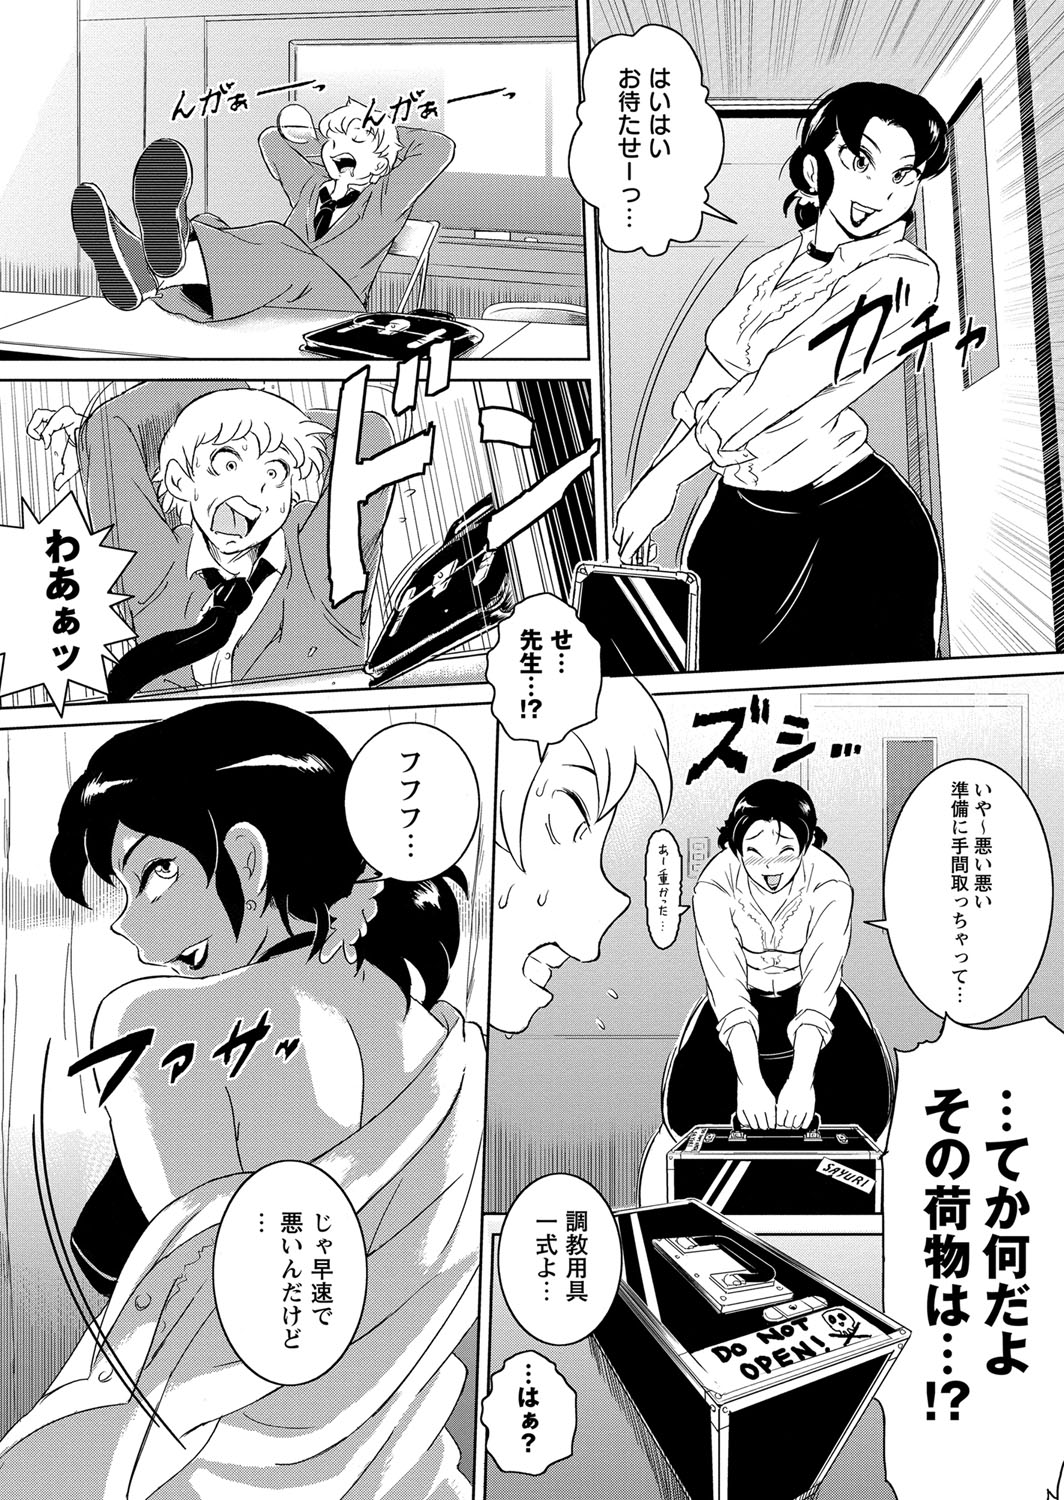 はいはい
お待たせーっ…
ガチャ
んがぁーーっ
んがぁーーっ
ドン
わあぁッ
せ…
先生…!?
ズシ…
いや～悪い悪い
準備に手間取っちゃって…
あー重かった…
…てか何だよ
その荷物は…!?
SAYURI
調教用具
一式よ…
DO NOT
OPEN!
…はぁ?
フフフ…
ファサッ
じゃ早速で
悪いんだけど
…